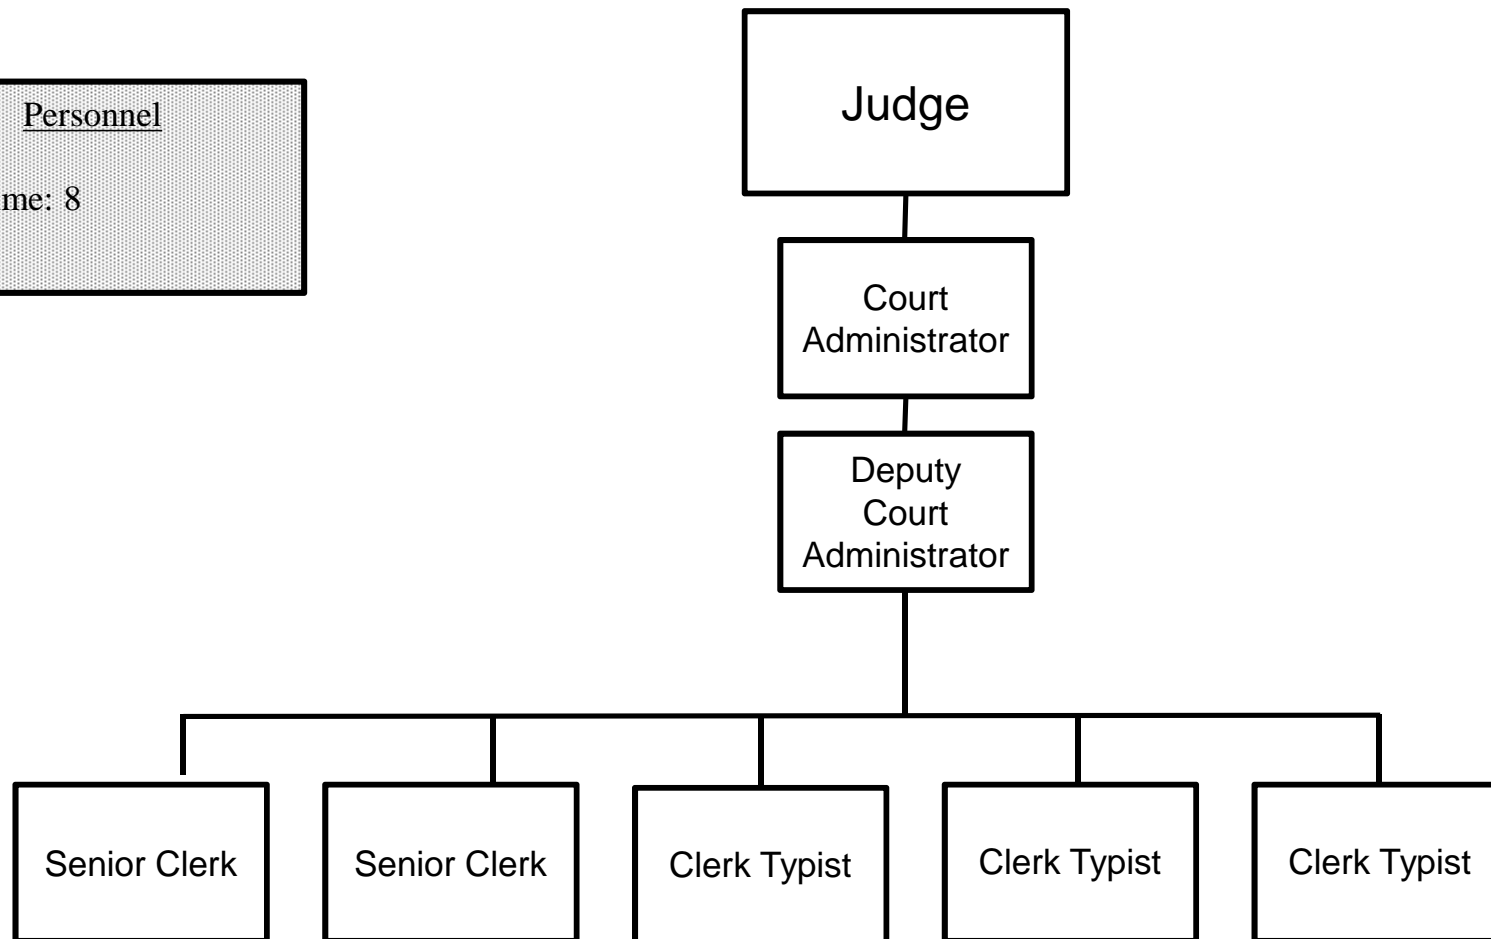 Judge
Personnel
me: 8
Court
Administrator
Deputy
Court
Administrator
Senior Clerk
Senior Clerk
Clerk Typist
Clerk Typist
Clerk Typist